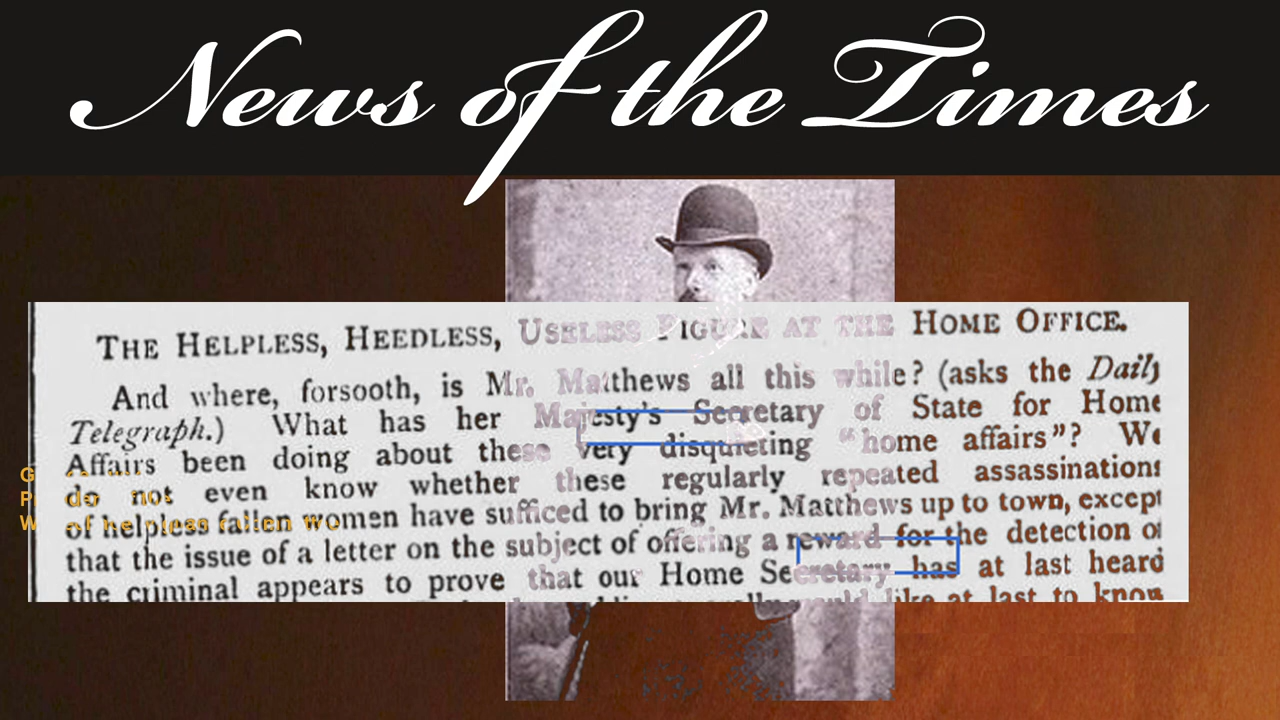 News of the Times
THE HELPLESS, HEEDLESS, USELESS FIGURE AT THE HOME OFFICE.
And where, forsooth, is Mr. Matthews all this while? (asks the Daily
Telegraph.) What has her Majesty's Secretary of State for Home
Affairs been doing about these very disquieting "home affairs"? We
do not even know whether these regularly repeated assassinations
of helpless fallen women have sufficed to bring Mr. Matthews up to town, except
that the issue of a letter on the subject of offering a reward for the detection of
the criminal appears to prove that our Home Secretary has at last heard
like at last to know